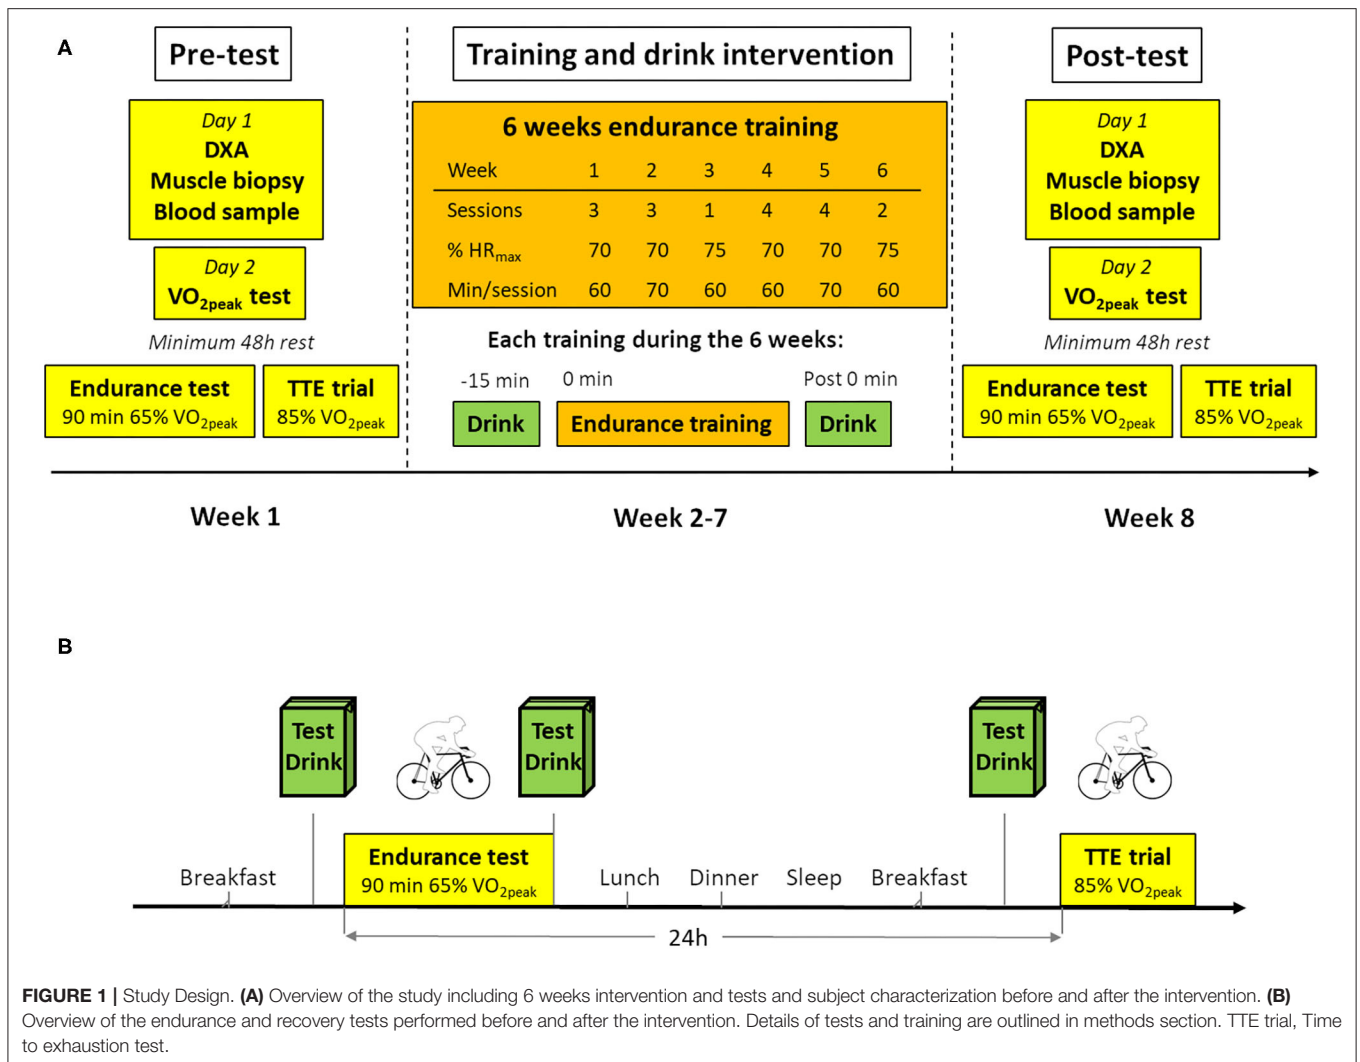 A
Pre-test
Training and drink intervention
Post-test
Day 1
DXA
Muscle biopsy
Blood sample
Day 2
VO2peak test
Minimum 48h rest
Endurance test
90 min 65% VO2peak
TTE trial
85% VO2peak
6 weeks endurance training
Week 1 2 3 4 5 6
Sessions 3 3 1 4 4 2
% HRmax 70 70 75 70 70 75
Min/session 60 70 60 60 70 60
Each training during the 6 weeks:
-15 min 0 min Post 0 min
Drink Endurance training Drink
Day 1
DXA
Muscle biopsy
Blood sample
Day 2
VO2peak test
Minimum 48h rest
Endurance test
90 min 65% VO2peak
TTE trial
85% VO2peak
Week 1
Week 2-7
Week 8
B
Test
Drink
Test
Drink
Test
Drink
Breakfast
Endurance test
90 min 65% VO2peak
Lunch
Dinner
Sleep
Breakfast
TTE trial
85% VO2peak
24h
FIGURE 1 | Study Design. (A) Overview of the study including 6 weeks intervention and tests and subject characterization before and after the intervention. (B)
Overview of the endurance and recovery tests performed before and after the intervention. Details of tests and training are outlined in methods section. TTE trial, Time
to exhaustion test.